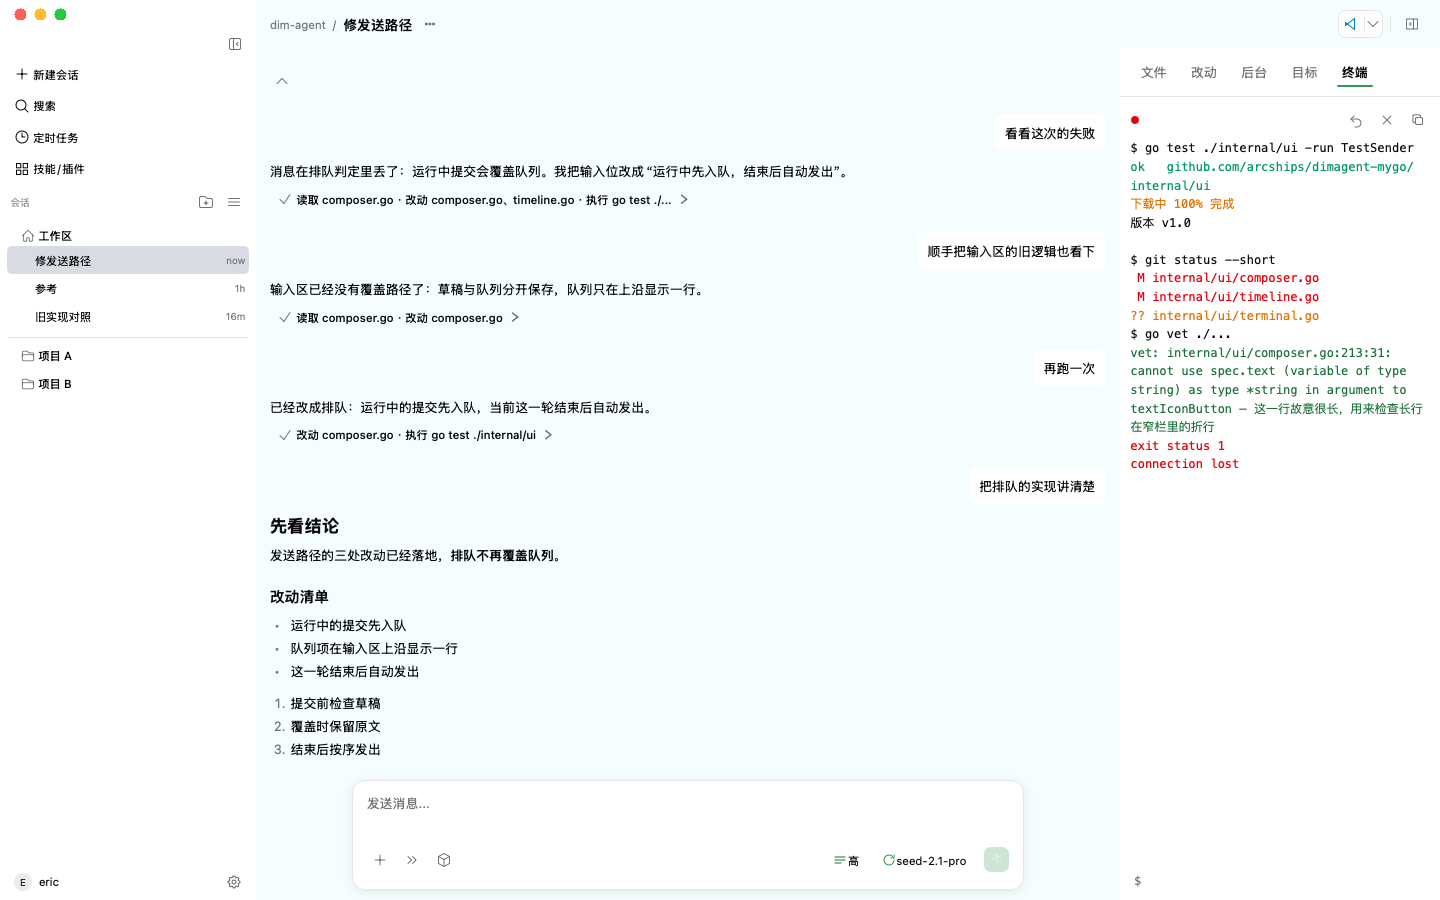 新建会话
搜索
定时任务
技能/插件
会话
工作区
修发送路径 now
参考 1h
旧实现对照 16m
项目 A
项目 B
E eric
dim-agent / 修发送路径 ···
看看这次的失败
消息在排队判定里丢了：运行中提交会覆盖队列。我把输入位改成 “运行中先入队，结束后自动发出”。
读取 composer.go · 改动 composer.go、timeline.go · 执行 go test ./...
顺手把输入区的旧逻辑也看下
输入区已经没有覆盖路径了：草稿与队列分开保存，队列只在上沿显示一行。
读取 composer.go · 改动 composer.go
再跑一次
已经改成排队：运行中的提交先入队，当前这一轮结束后自动发出。
改动 composer.go · 执行 go test ./internal/ui
把排队的实现讲清楚
先看结论
发送路径的三处改动已经落地，排队不再覆盖队列。
改动清单
• 运行中的提交先入队
• 队列项在输入区上沿显示一行
• 这一轮结束后自动发出
1. 提交前检查草稿
2. 覆盖时保留原文
3. 结束后按序发出
发送消息...
高 seed-2.1-pro
文件 改动 后台 目标 终端
$ go test ./internal/ui -run TestSender
ok github.com/arcships/dimagent-mygo/
internal/ui
下载中 100% 完成
版本 v1.0
$ git status --short
M internal/ui/composer.go
M internal/ui/timeline.go
?? internal/ui/terminal.go
$ go vet ./...
vet: internal/ui/composer.go:213:31:
cannot use spec.text (variable of type
string) as type *string in argument to
textIconButton — 这一行故意很长，用来检查长行
在窄栏里的折行
exit status 1
connection lost
$